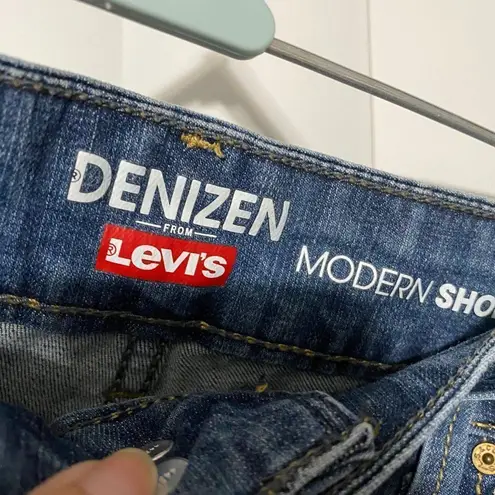 ®DENIZEN
FROM
®Levi's
MODERN SHO